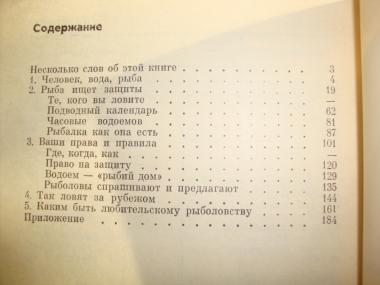 Содержание
Несколько слов об этой книге . . . . . . . . . . 3
1. Человек, вода, рыба . . . . . . . . . . 4
2. Рыба ищет защиты . . . . . . . . . . 19
Те, кого вы ловите . . . . . . . . . . —
Подводный календарь . . . . . . . . . . 62
Часовые водоемов . . . . . . . . . . 81
Рыбалка как она есть . . . . . . . . . . 87
3. Ваши права и правила . . . . . . . . . . 101
Где, когда, как . . . . . . . . . . —
Право на защиту . . . . . . . . . . 120
Водоем — «рыбий дом» . . . . . . . . . . 129
Рыболовы спрашивают и предлагают . . . . . 135
4. Так ловят за рубежом . . . . . . . . . . 144
5. Каким быть любительскому рыболовству . . . . 161
Приложение . . . . . . . . . . 184